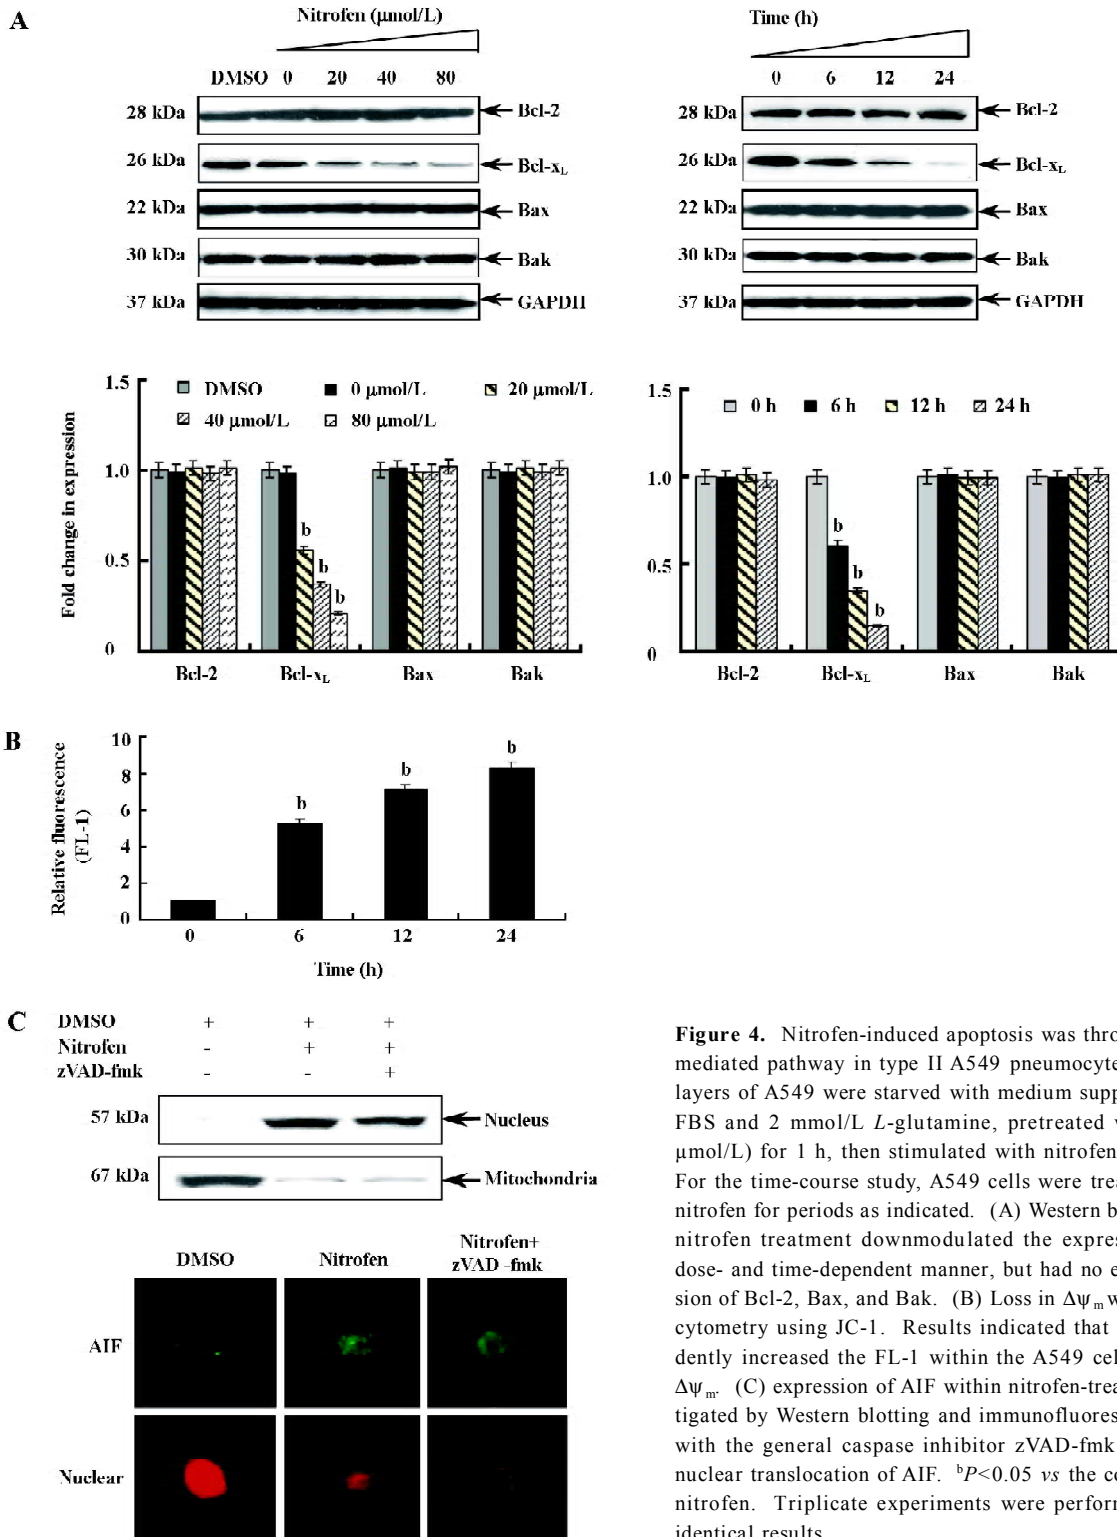 A
Nitrofen (µmol/L)
DMSO 0 20 40 80
28 kDa Bcl-2
26 kDa Bcl-xL
22 kDa Bax
30 kDa Bak
37 kDa GAPDH
Time (h)
0 6 12 24
28 kDa Bcl-2
26 kDa Bcl-xL
22 kDa Bax
30 kDa Bak
37 kDa GAPDH
Fold change in expression
1.5
1.0
0.5
0
DMSO 0 µmol/L 20 µmol/L
40 µmol/L 80 µmol/L
b
b
b
Bcl-2 Bcl-xL Bax Bak
1.5
1.0
0.5
0
0 h 6 h 12 h 24 h
b
b
b
Bcl-2 Bcl-xL Bax Bak
B
Relative fluorescence
(FL-1)
10
8
6
4
2
0
b
b
b
0 6 12 24
Time (h)
C
DMSO + + +
Nitrofen - + +
zVAD-fmk - - +
57 kDa Nucleus
67 kDa Mitochondria
DMSO Nitrofen Nitrofen+
zVAD -fmk
AIF
Nuclear
Figure 4. Nitrofen-induced apoptosis was thro
mediated pathway in type II A549 pneumocyte
layers of A549 were starved with medium supp
FBS and 2 mmol/L L-glutamine, pretreated
µmol/L) for 1 h, then stimulated with nitrofen
For the time-course study, A549 cells were trea
nitrofen for periods as indicated. (A) Western b
nitrofen treatment downmodulated the expres
dose- and time-dependent manner, but had no e
sion of Bcl-2, Bax, and Bak. (B) Loss in Δψm w
cytometry using JC-1. Results indicated that
dently increased the FL-1 within the A549 cel
Δψm. (C) expression of AIF within nitrofen-trea
tigated by Western blotting and immunofluores
with the general caspase inhibitor zVAD-fmk
nuclear translocation of AIF. bP<0.05 vs the co
nitrofen. Triplicate experiments were perform
identical results